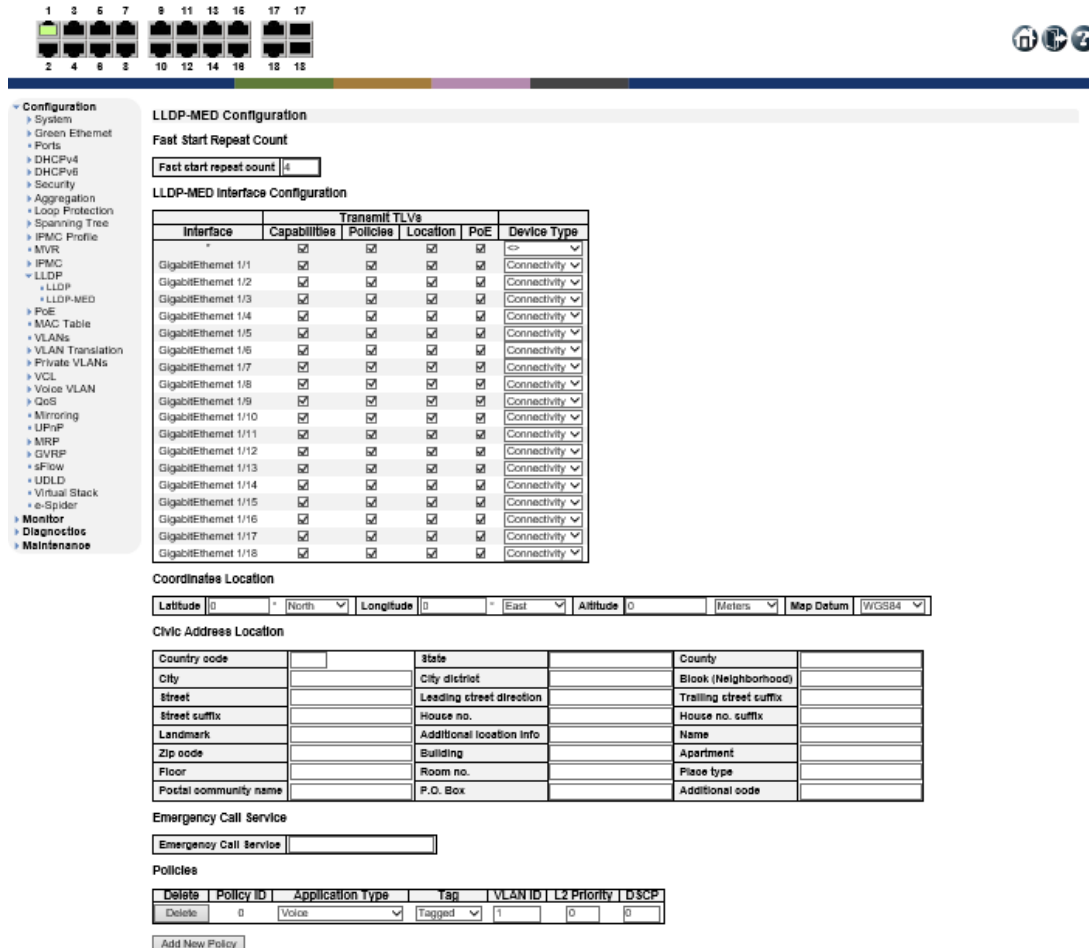 1 3 5 7 9 11 13 15 17 17
2 4 6 8 10 12 14 16 18 18
Configuration
System
Green Ethernet
Ports
DHCPv4
DHCPv6
Security
Aggregation
Loop Protection
Spanning Tree
IPMC Profile
MVR
IPMC
LLDP
LLDP
LLDP-MED
PoE
MAC Table
VLANs
VLAN Translation
Private VLANs
VCL
Voice VLAN
QoS
Mirroring
UPnP
MRP
GVRP
sFlow
UDLD
Virtual Stack
e-Spider
Monitor
Diagnostics
Maintenance
LLDP-MED Configuration
Fast Start Repeat Count
Fast start repeat count 4
LLDP-MED Interface Configuration
Transmit TLVs
Interface Capabilities Policies Location PoE Device Type
* <>
GigabitEthernet 1/1 Connectivity
GigabitEthernet 1/2 Connectivity
GigabitEthernet 1/3 Connectivity
GigabitEthernet 1/4 Connectivity
GigabitEthernet 1/5 Connectivity
GigabitEthernet 1/6 Connectivity
GigabitEthernet 1/7 Connectivity
GigabitEthernet 1/8 Connectivity
GigabitEthernet 1/9 Connectivity
GigabitEthernet 1/10 Connectivity
GigabitEthernet 1/11 Connectivity
GigabitEthernet 1/12 Connectivity
GigabitEthernet 1/13 Connectivity
GigabitEthernet 1/14 Connectivity
GigabitEthernet 1/15 Connectivity
GigabitEthernet 1/16 Connectivity
GigabitEthernet 1/17 Connectivity
GigabitEthernet 1/18 Connectivity
Coordinates Location
Latitude 0 ° North Longitude 0 ° East Altitude 0 Meters Map Datum WGS84
Civic Address Location
Country code State County
City City district Block (Neighborhood)
Street Leading street direction Trailing street suffix
Street suffix House no. House no. suffix
Landmark Additional location info Name
Zip code Building Apartment
Floor Room no. Place type
Postal community name P.O. Box Additional code
Emergency Call Service
Emergency Call Service
Policies
Delete Policy ID Application Type Tag VLAN ID L2 Priority DSCP
Delete 0 Voice Tagged 1 0 0
Add New Policy